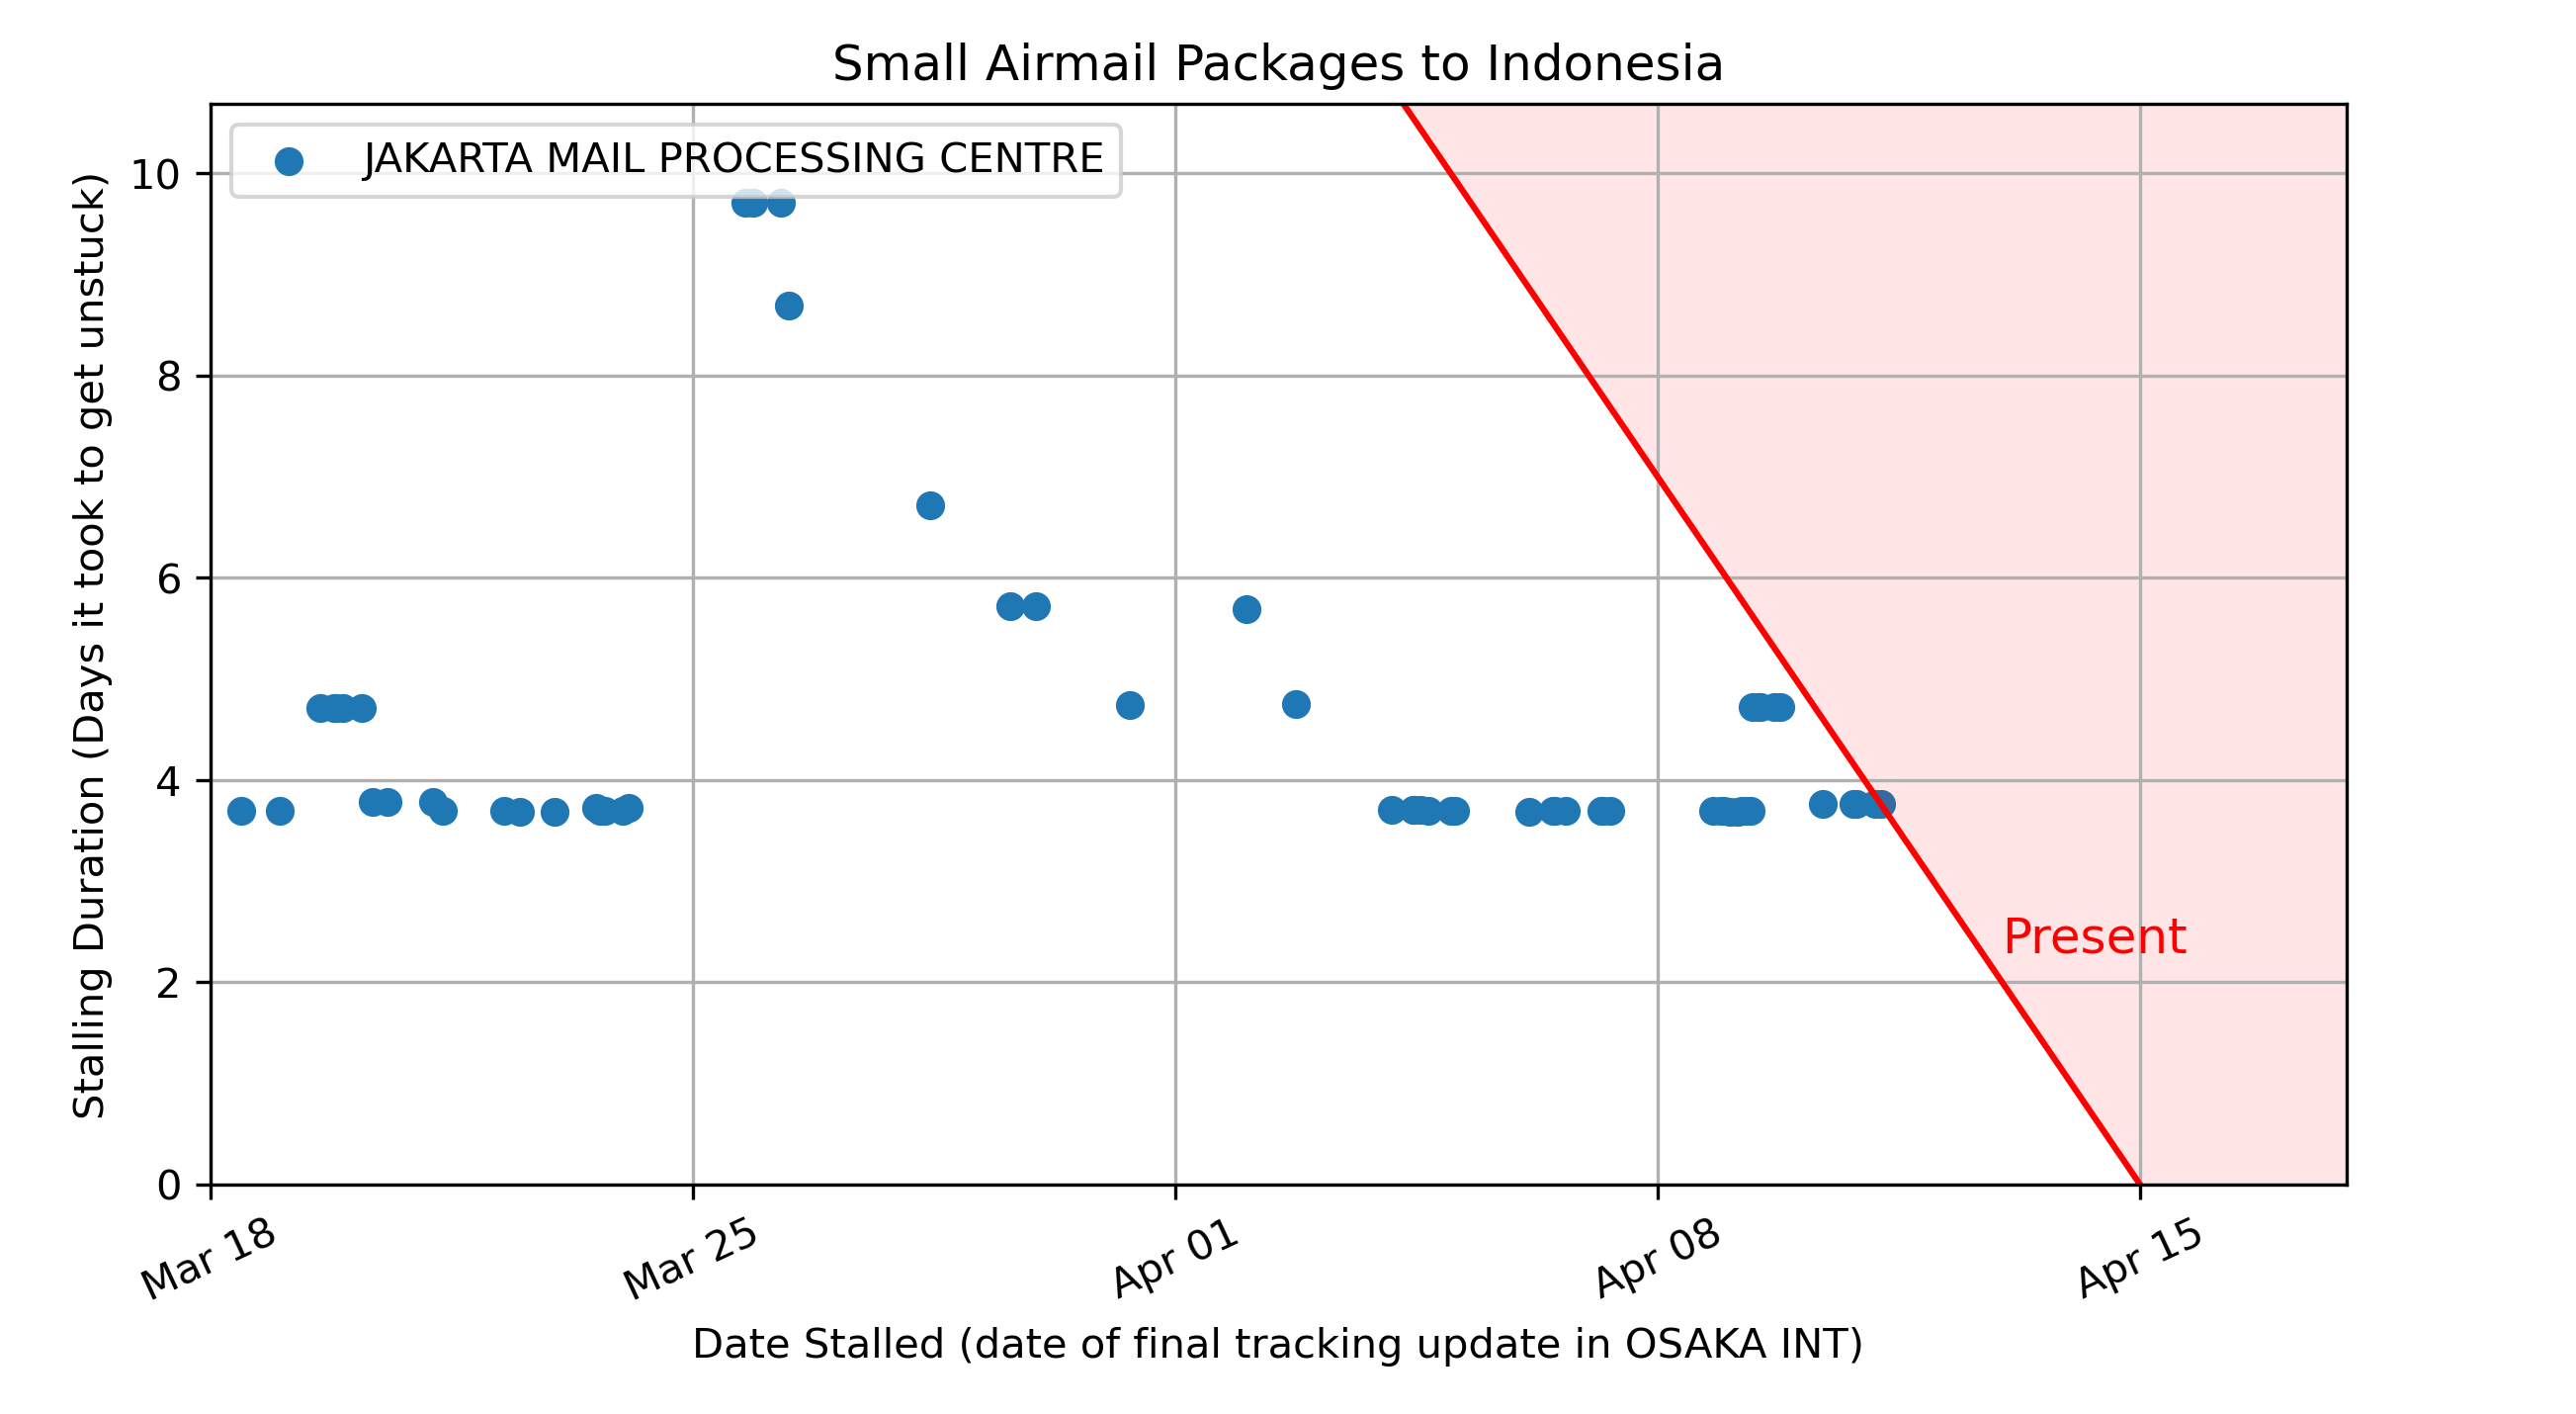 Small Airmail Packages to Indonesia
JAKARTA MAIL PROCESSING CENTRE
Stalling Duration (Days it took to get unstuck)
10
8
6
4
2
0
Present
Mar 18
Mar 25
Apr 01
Apr 08
Apr 15
Date Stalled (date of final tracking update in OSAKA INT)